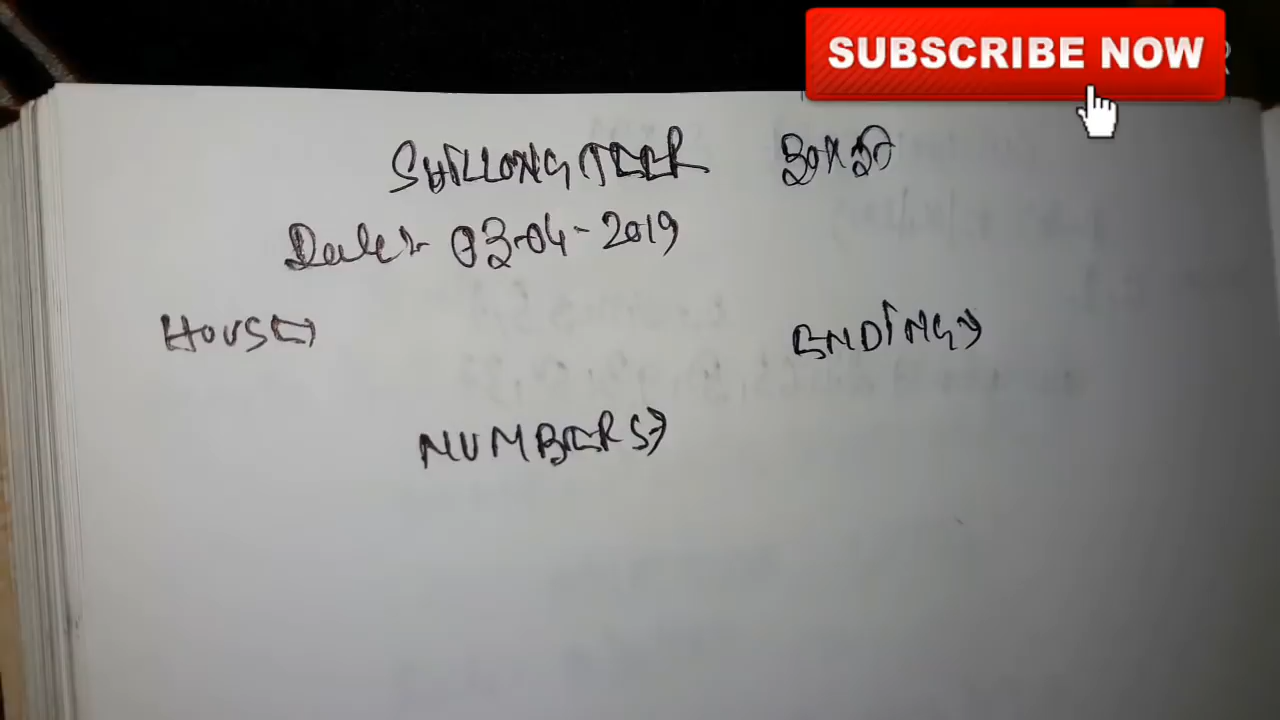 SUBSCRIBE NOW
SHILLONG TEER
Date :- 03-04-2019
HOUSE→ ENDING→
NUMBERS→